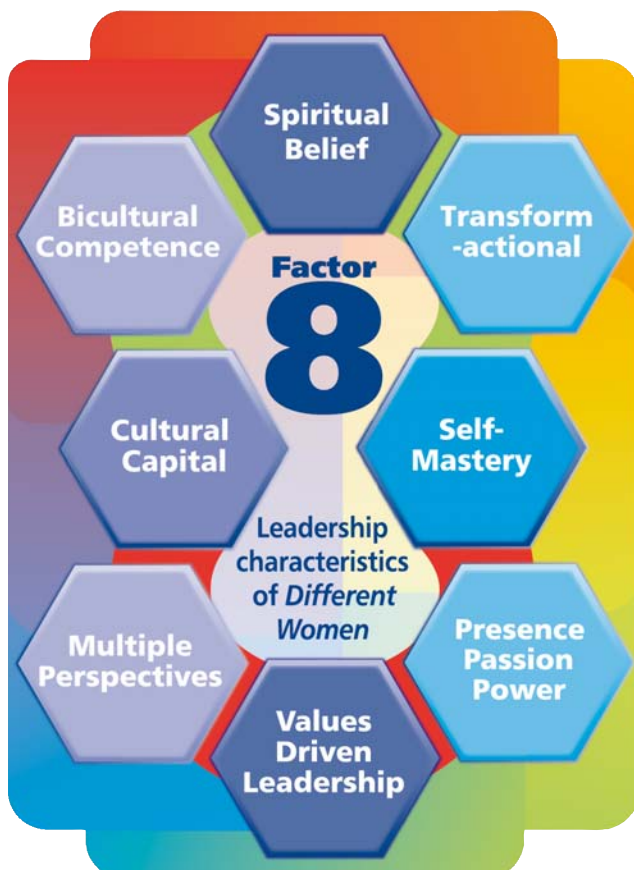 Spiritual
Belief
Bicultural
Competence
Transform
-actional
Factor
8
Cultural
Capital
Self-
Mastery
Leadership
characteristics
of Different
Women
Multiple
Perspectives
Presence
Passion
Power
Values
Driven
Leadership